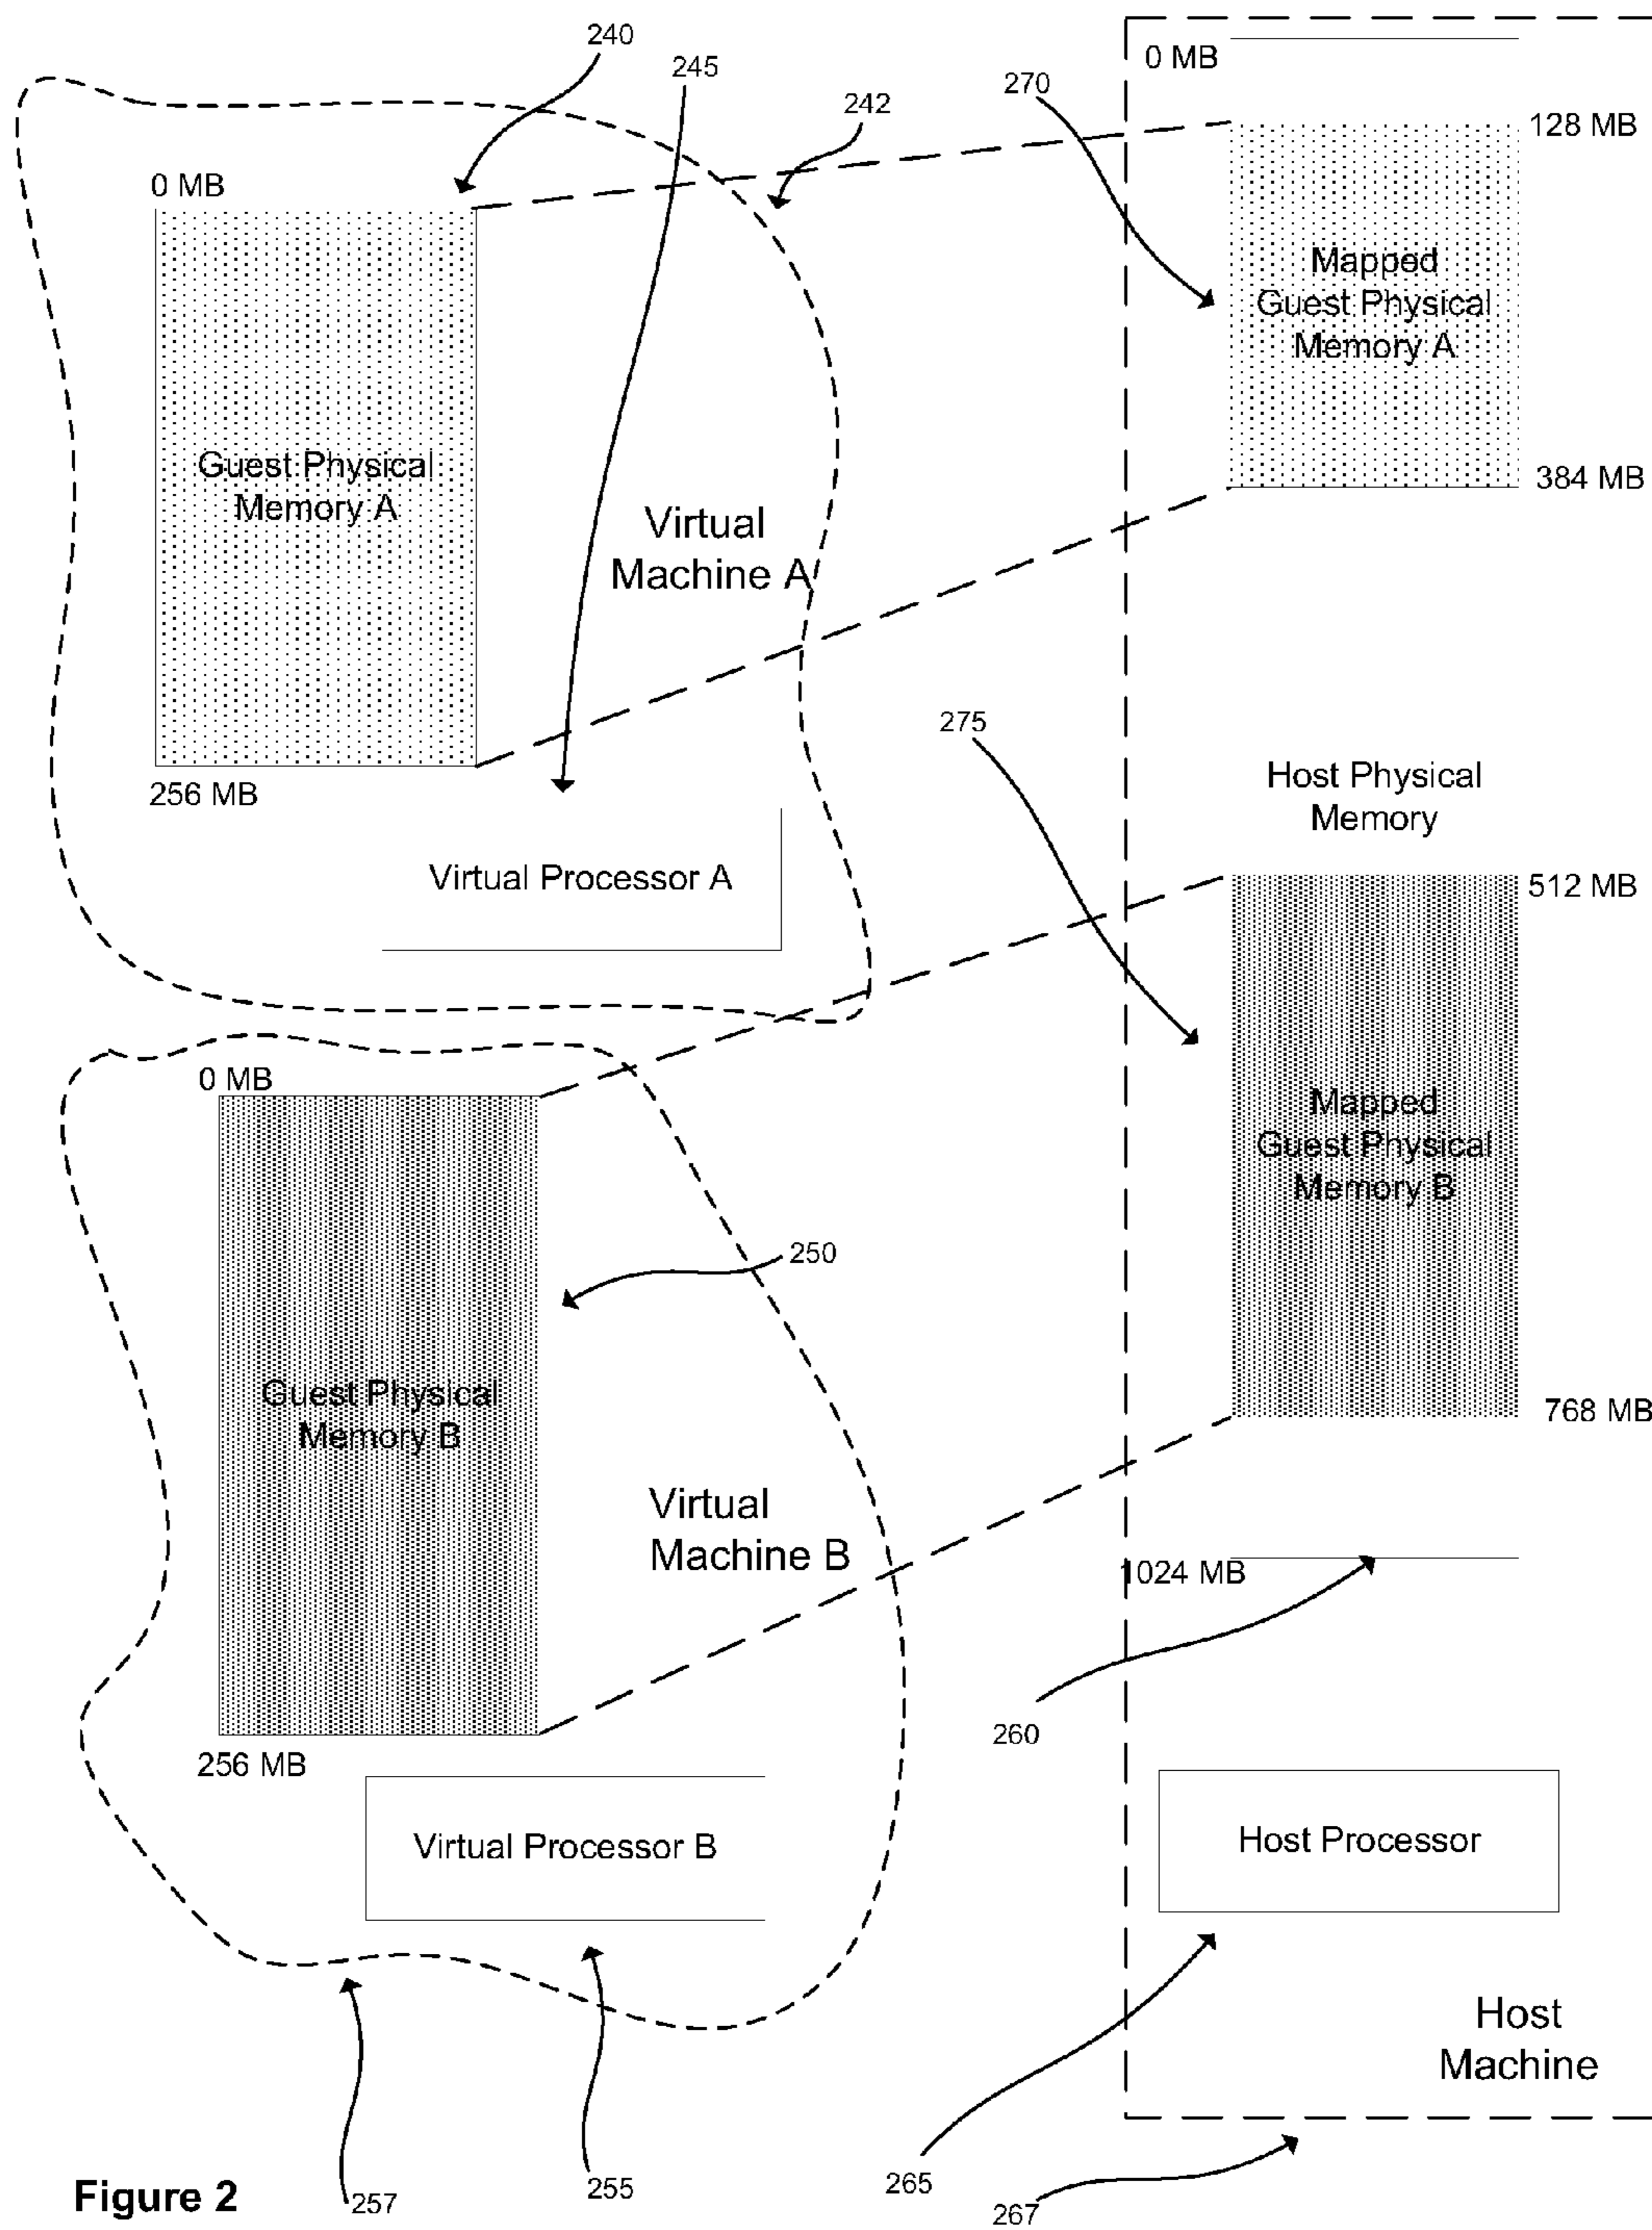 240
245
242
270
0 MB
128 MB
0 MB
Mapped
Guest Physical
Memory A
Guest Physical
Memory A
384 MB
Virtual
Machine A
275
Host Physical
Memory
256 MB
Virtual Processor A
512 MB
0 MB
Mapped
Guest Physical
Memory B
250
Guest Physical
Memory B
768 MB
Virtual
Machine B
1024 MB
260
256 MB
Virtual Processor B
Host Processor
Host
Machine
265
267
255
257
Figure 2